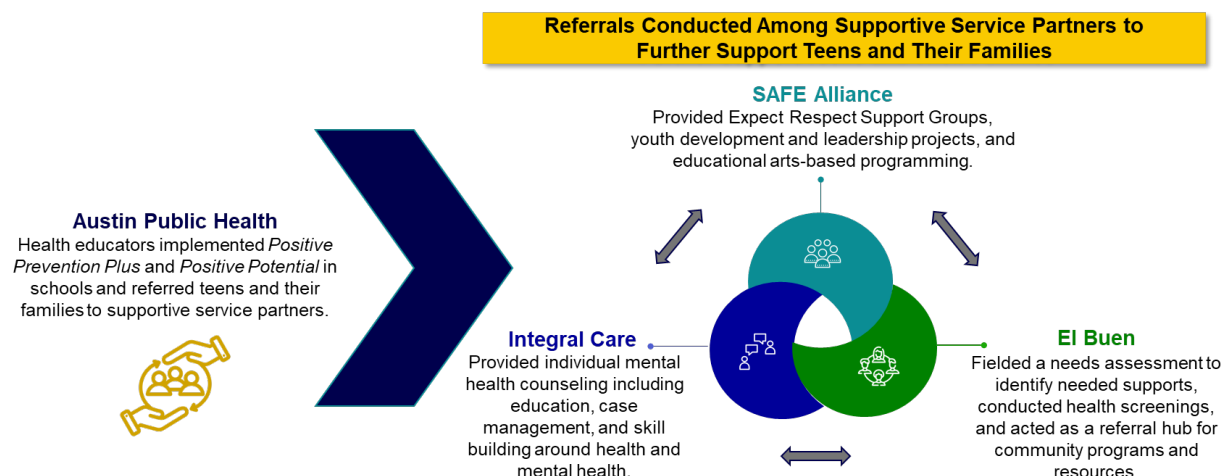 Referrals Conducted Among Supportive Service Partners to
Further Support Teens and Their Families
SAFE Alliance
Provided Expect Respect Support Groups,
youth development and leadership projects, and
educational arts-based programming.
Austin Public Health
Health educators implemented Positive
Prevention Plus and Positive Potential in
schools and referred teens and their
families to supportive service partners.
Integral Care
Provided individual mental
health counseling including
education, case
management, and skill
building around health and
mental health.
El Buen
Fielded a needs assessment to
identify needed supports,
conducted health screenings,
and acted as a referral hub for
community programs and
resources